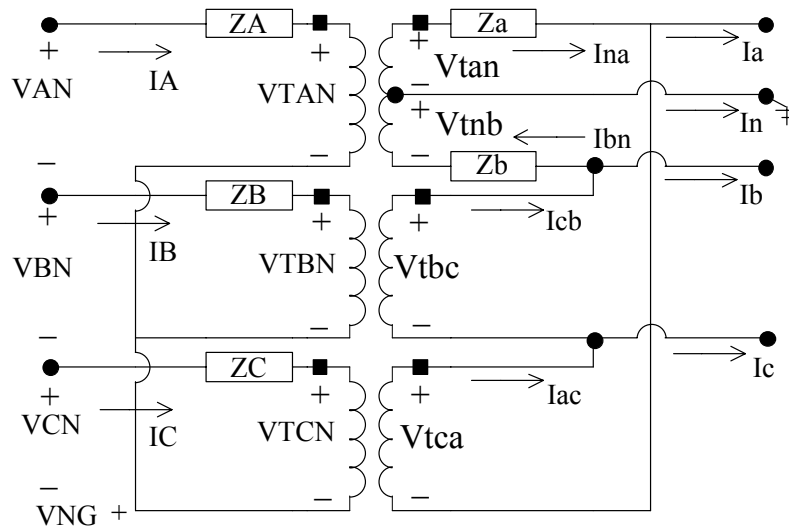 ZA + Za + Ia
+ IA + Vtan Ina
VAN VTAN − + In
Vtnb Ibn
− − − Zb
ZB + + Icb Ib
+ IB
VBN VTBN Vtbc
− − −
ZC + + Iac Ic
+ IC
VCN VTCN Vtca
− − −
VNG +